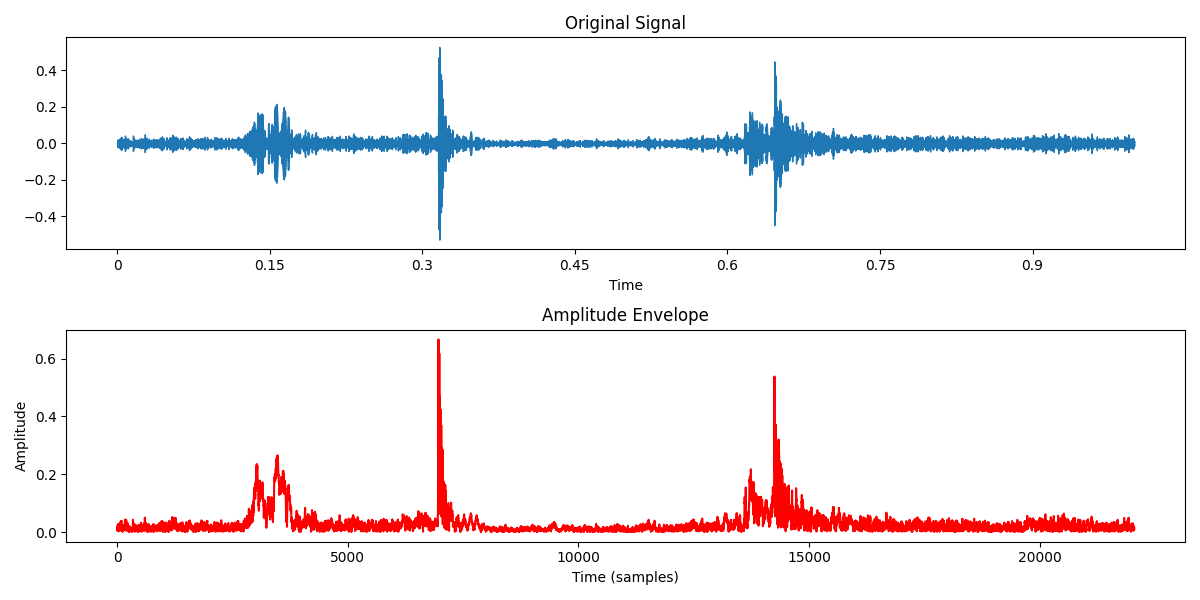 Original Signal
0.4
0.2
0.0
−0.2
−0.4
0 0.15 0.3 0.45 0.6 0.75 0.9
Time
Amplitude Envelope
Amplitude
0.6
0.4
0.2
0.0
0 5000 10000 15000 20000
Time (samples)